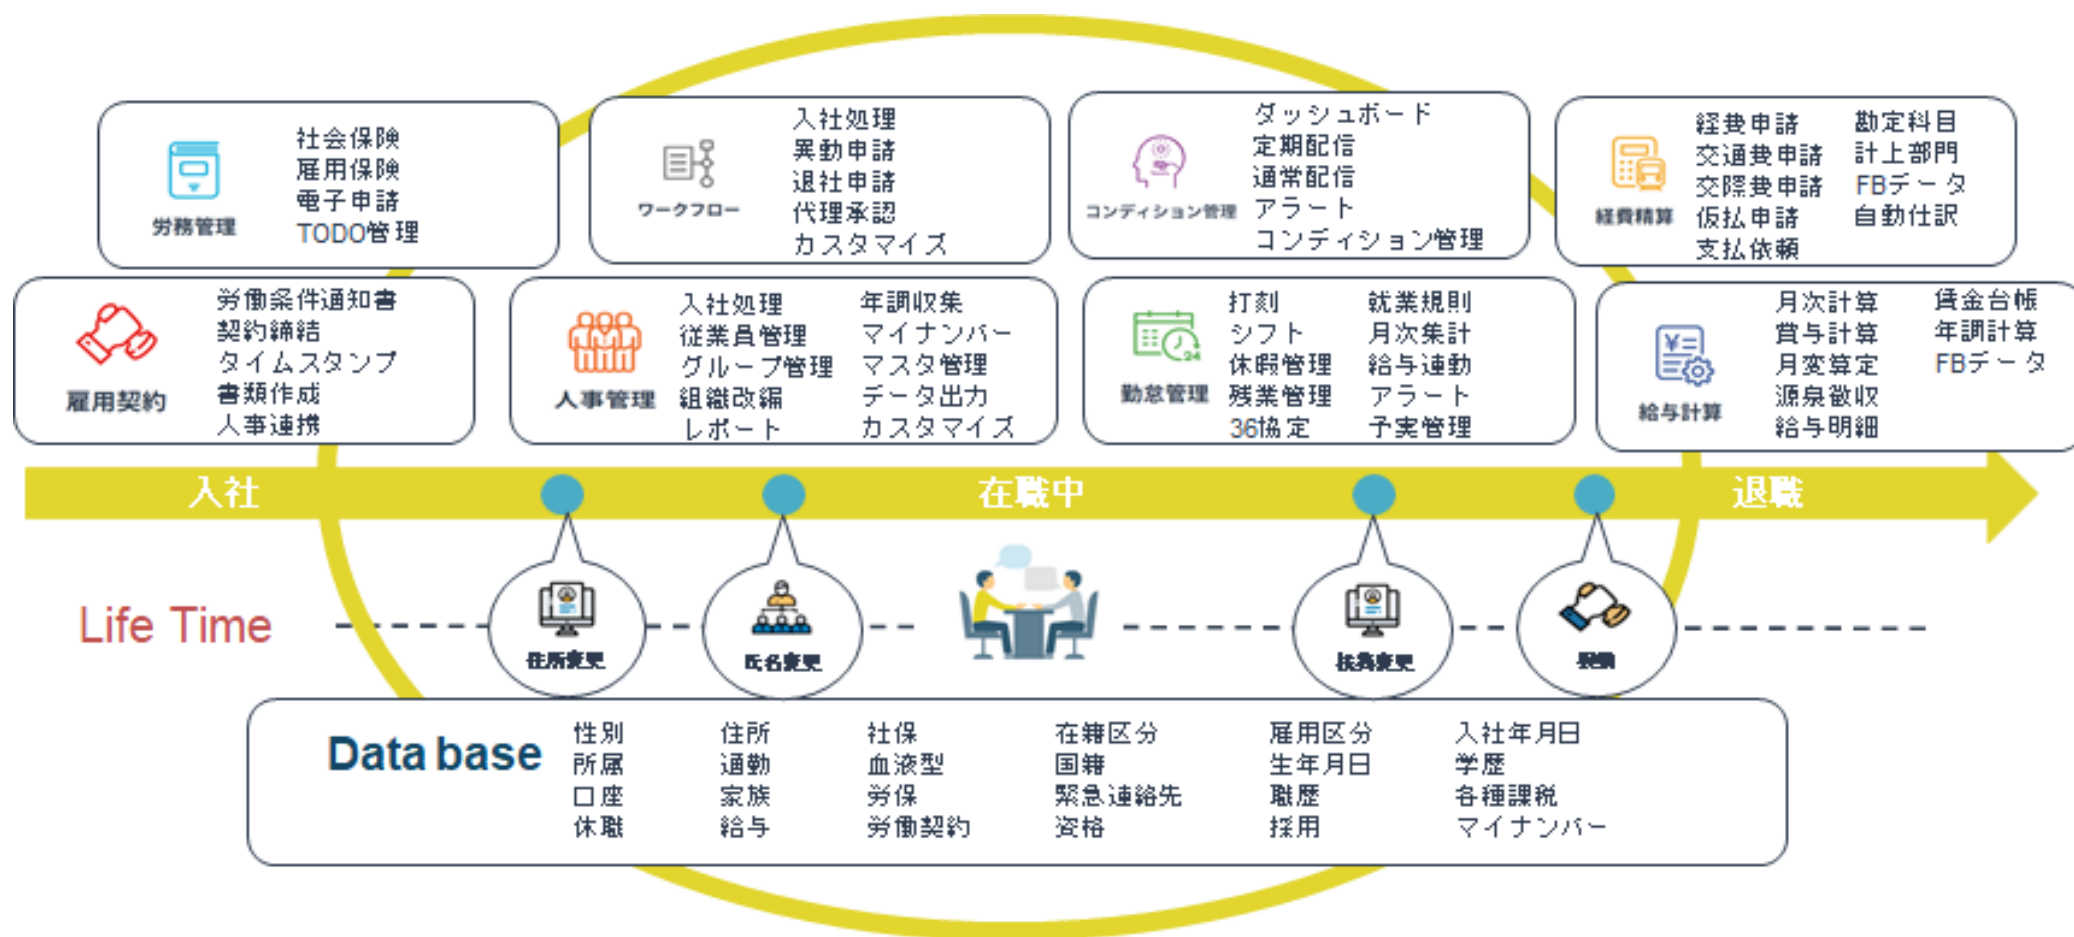 社会保険
雇用保険
電子申請
TODO管理
労務管理
入社処理
異動申請
退社申請
代理承認
カスタマイズ
ワークフロー
ダッシュボード
定期配信
通常配信
アラート
コンディション管理
コンディション管理
経費申請
交通費申請
交際費申請
仮払申請
支払依頼
勘定科目
計上部門
FBデータ
自動仕訳
経費精算
労働条件通知書
契約締結
タイムスタンプ
書類作成
人事連携
雇用契約
入社処理
従業員管理
グループ管理
組織改編
レポート
年調収集
マイナンバー
マスタ管理
データ出力
カスタマイズ
人事管理
打刻
シフト
休暇管理
残業管理
36協定
就業規則
月次集計
給与連動
アラート
予実管理
勤怠管理
月次計算
賞与計算
月変算定
源泉徴収
給与明細
賃金台帳
年調計算
FBデータ
給与計算
入社
在職中
退職
Life Time
住所変更
氏名変更
扶養変更
Data base
性別
所属
口座
休職
住所
通勤
家族
給与
社保
血液型
労保
労働契約
在籍区分
国籍
緊急連絡先
資格
雇用区分
生年月日
職歴
採用
入社年月日
学歴
各種課税
マイナンバー